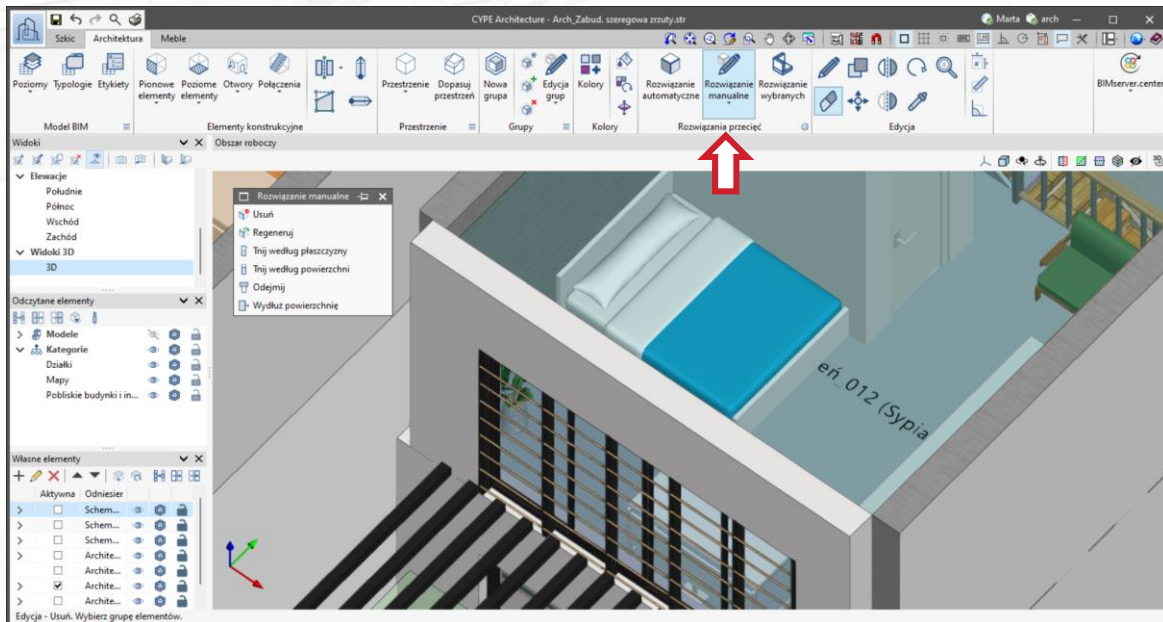 CYPE Architecture - Arch_Zabud. szeregowa zrzuty.str
Marta
arch
Szkic
Architektura
Meble
Poziomy
Typologie
Etykiety
Pionowe elementy
Poziome elementy
Otwory
Połączenia
Przestrzenie
Dopasuj przestrzeń
Nowa grupa
Edycja grup
Kolory
Rozwiązanie automatyczne
Rozwiązanie manualne
Rozwiązanie wybranych
BIMserver.center
Model BIM
Elementy konstrukcyjne
Przestrzenie
Grupy
Kolory
Rozwiązania przecięć
Edycja
Widoki
Obszar roboczy
Elewacje
Południe
Północ
Wschód
Zachód
Widoki 3D
3D
Rozwiązanie manualne
Usuń
Regeneruj
Tnij według płaszczyzny
Tnij według powierzchni
Odejmij
Wydłuż powierzchnię
Odczytane elementy
Modele
Kategorie
Działki
Mapy
Pobliskie budynki i in...
eń_012 (Sypia
Własne elementy
Aktywna Odniesier
Schem...
Schem...
Schem...
Archite...
Archite...
Archite...
Archite...
Edycja - Usuń. Wybierz grupę elementów.